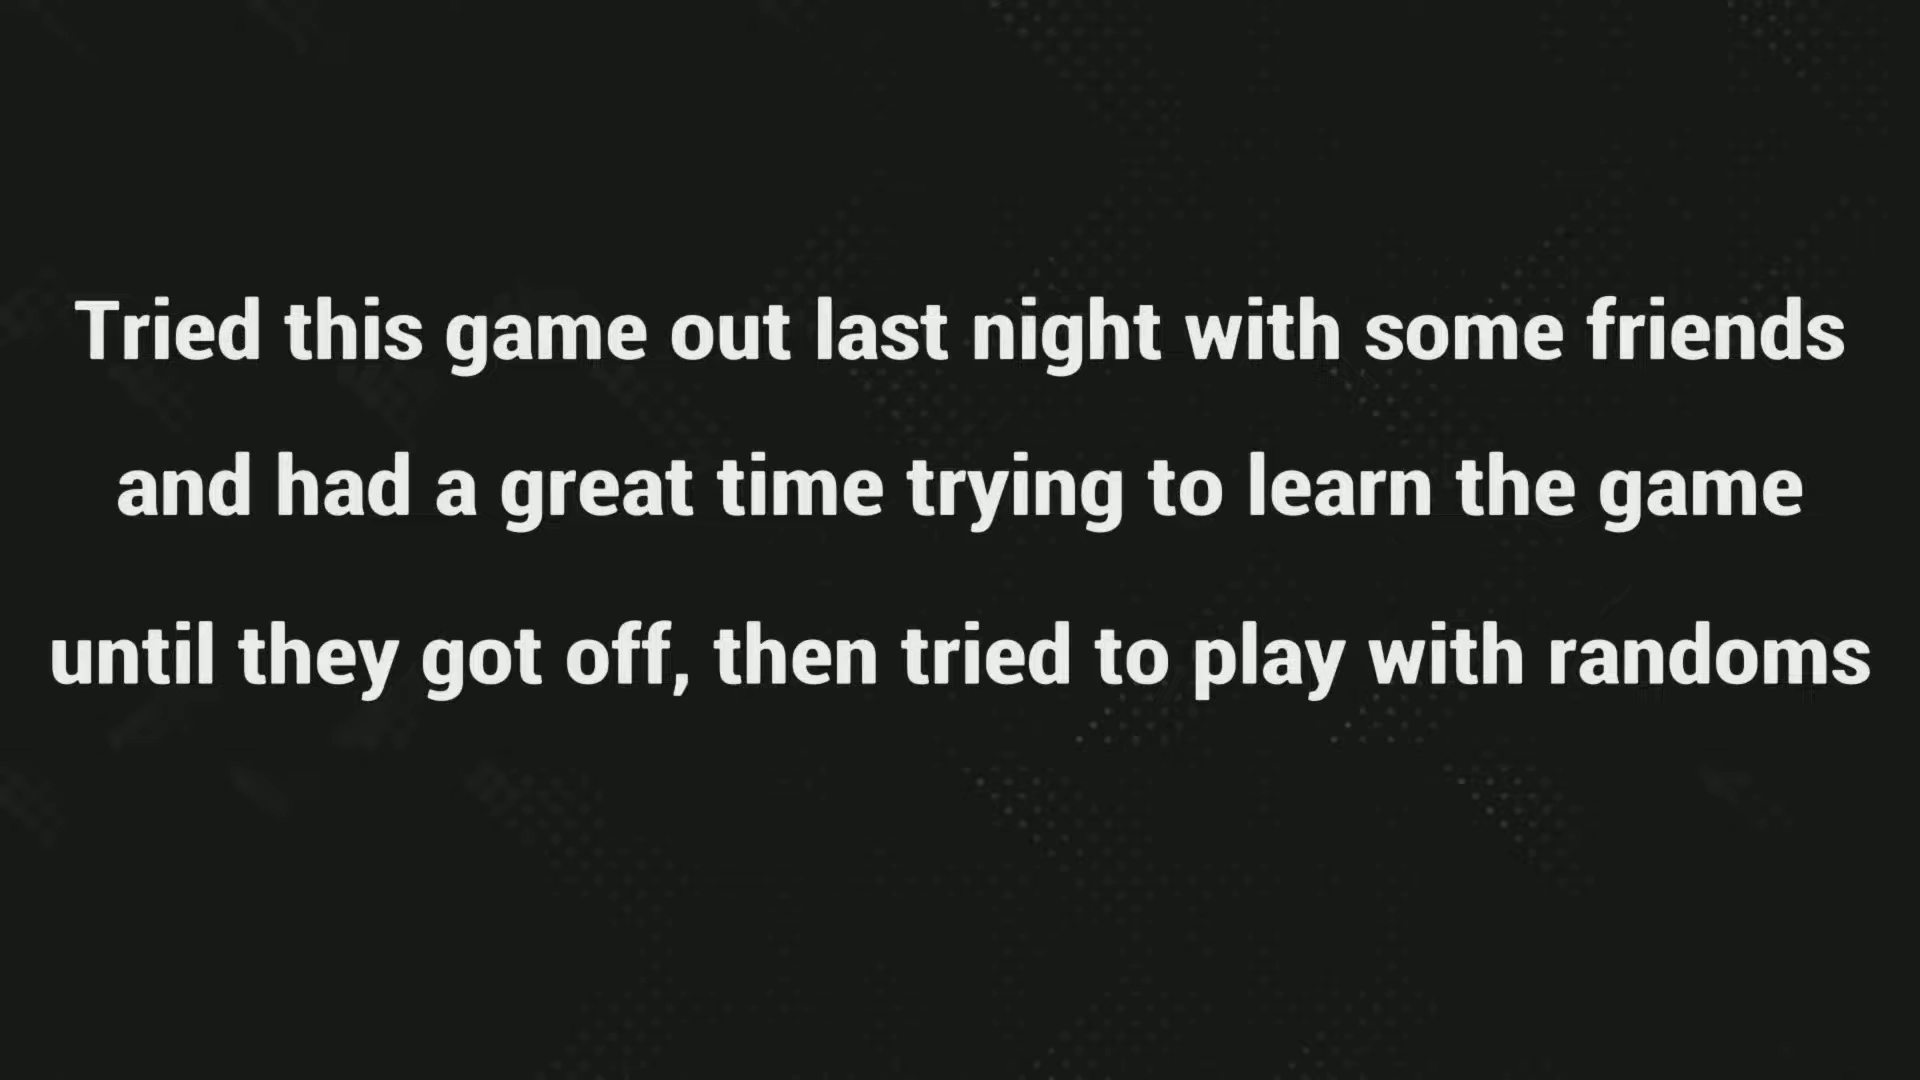 Tried this game out last night with some friends
and had a great time trying to learn the game
until they got off, then tried to play with randoms